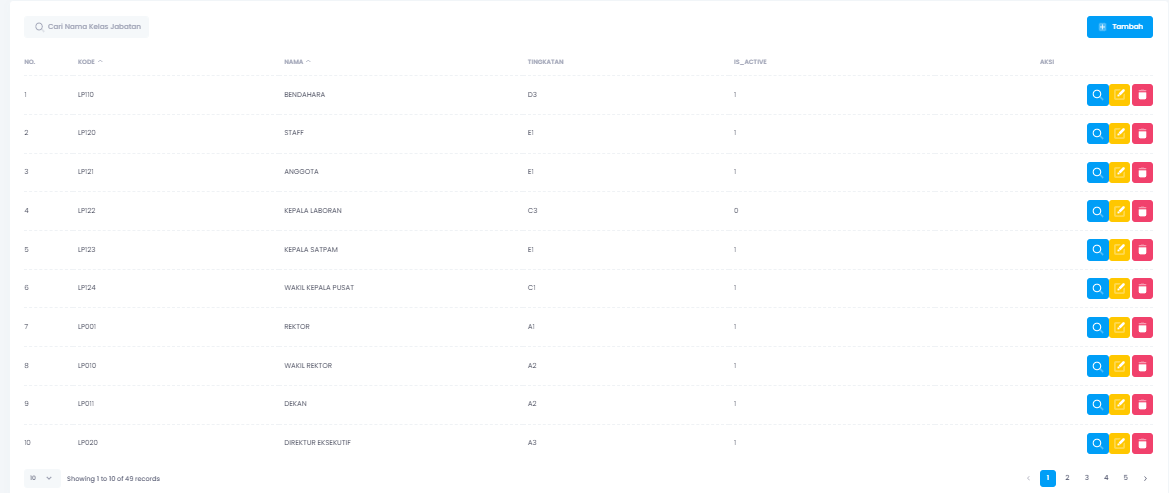 Cari Nama Kelas Jabatan
Tambah
NO. KODE NAMA TINGKATAN IS_ACTIVE AKSI
1 LP110 BENDAHARA D3 1
2 LP120 STAFF E1 1
3 LP121 ANGGOTA E1 1
4 LP122 KEPALA LABORAN C3 0
5 LP123 KEPALA SATPAM E1 1
6 LP124 WAKIL KEPALA PUSAT C1 1
7 LP001 REKTOR A1 1
8 LP010 WAKIL REKTOR A2 1
9 LP011 DEKAN A2 1
10 LP020 DIREKTUR EKSEKUTIF A3 1
10 Showing 1 to 10 of 49 records
1 2 3 4 5